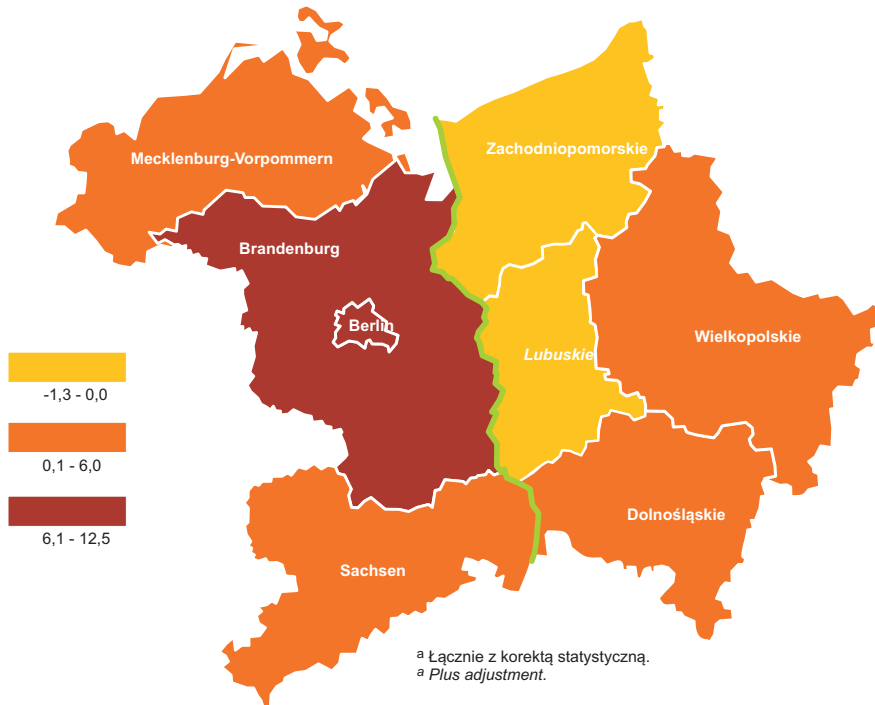 Mecklenburg-Vorpommern
Zachodniopomorskie
Brandenburg
Berlin
Lubuskie
Wielkopolskie
-1,3 - 0,0
0,1 - 6,0
6,1 - 12,5
Dolnośląskie
Sachsen
a Łącznie z korektą statystyczną.
a Plus adjustment.